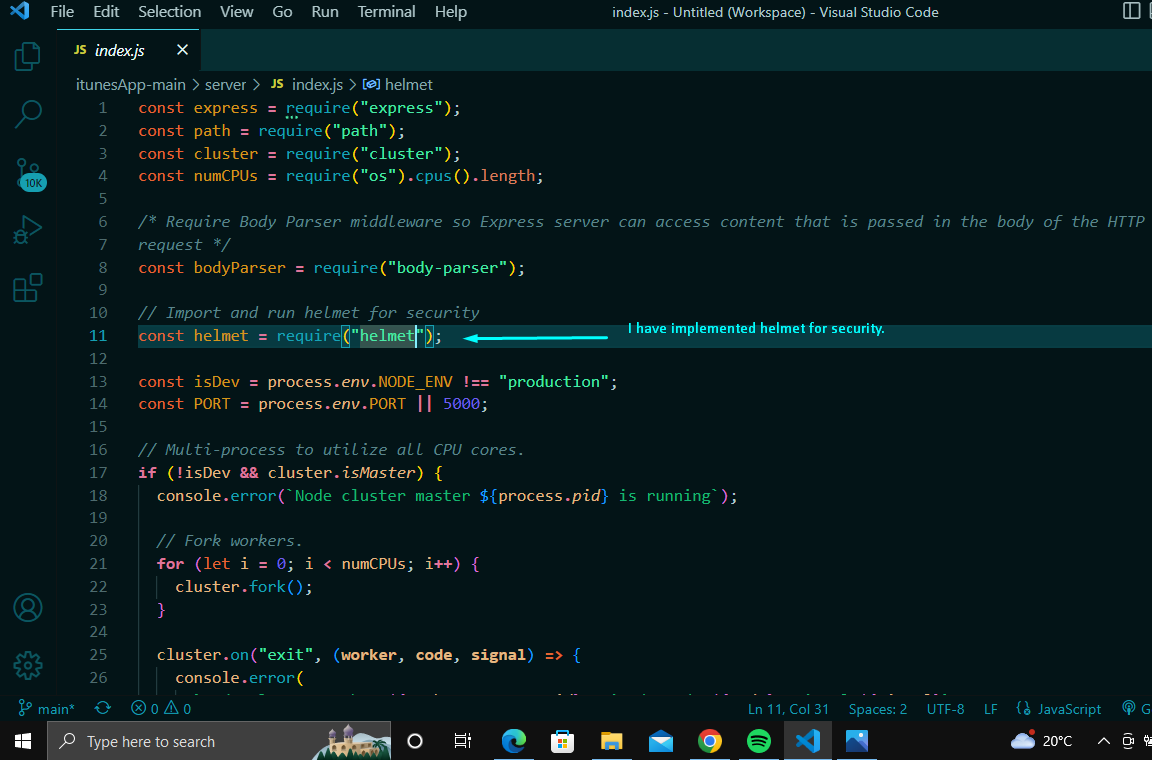 File Edit Selection View Go Run Terminal Help index.js - Untitled (Workspace) - Visual Studio Code
JS index.js
itunesApp-main > server > JS index.js > helmet
1 const express = require("express");
2 const path = require("path");
3 const cluster = require("cluster");
4 const numCPUs = require("os").cpus().length;
5
6 /* Require Body Parser middleware so Express server can access content that is passed in the body of the HTTP
7 request */
8 const bodyParser = require("body-parser");
9
10 // Import and run helmet for security
11 const helmet = require("helmet"); I have implemented helmet for security.
12
13 const isDev = process.env.NODE_ENV !== "production";
14 const PORT = process.env.PORT || 5000;
15
16 // Multi-process to utilize all CPU cores.
17 if (!isDev && cluster.isMaster) {
18 console.error(`Node cluster master ${process.pid} is running`);
19
20 // Fork workers.
21 for (let i = 0; i < numCPUs; i++) {
22 cluster.fork();
23 }
24
25 cluster.on("exit", (worker, code, signal) => {
26 console.error(
10K
main* 0 0 Ln 11, Col 31 Spaces: 2 UTF-8 LF {} JavaScript G
Type here to search 20°C